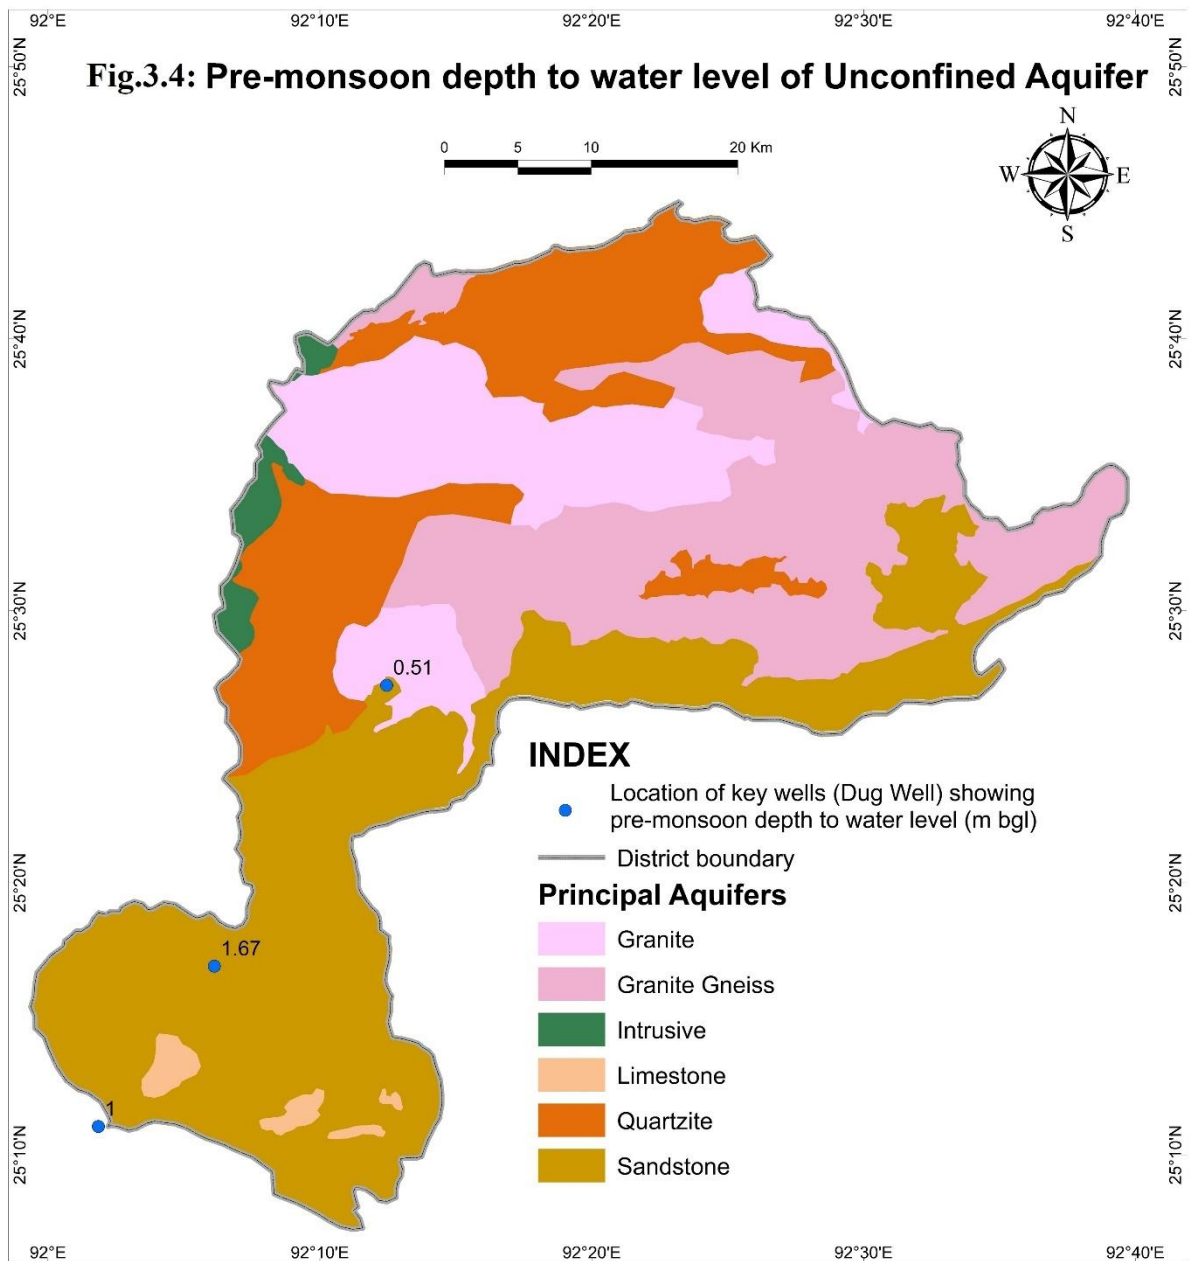 92°E 92°10'E 92°20'E 92°30'E 92°40'E
25°50'N 25°50'N
Fig.3.4: Pre-monsoon depth to water level of Unconfined Aquifer
0 5 10 20 Km
N
W E
S
25°40'N 25°40'N
25°30'N 25°30'N
0.51
INDEX
Location of key wells (Dug Well) showing
pre-monsoon depth to water level (m bgl)
District boundary
25°20'N 25°20'N
Principal Aquifers
Granite
1.67
Granite Gneiss
Intrusive
Limestone
1
Quartzite
25°10'N 25°10'N
Sandstone
92°E 92°10'E 92°20'E 92°30'E 92°40'E